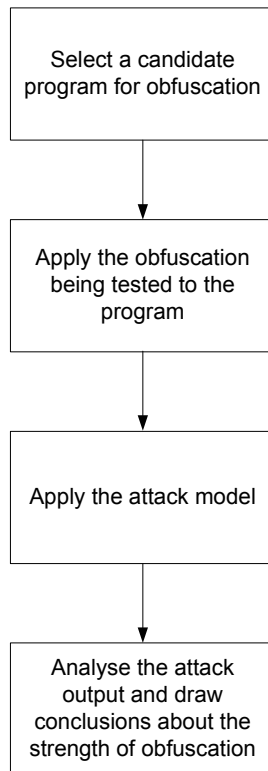 Select a candidate
program for obfuscation
Apply the obfuscation
being tested to the
program
Apply the attack model
Analyse the attack
output and draw
conclusions about the
strength of obfuscation